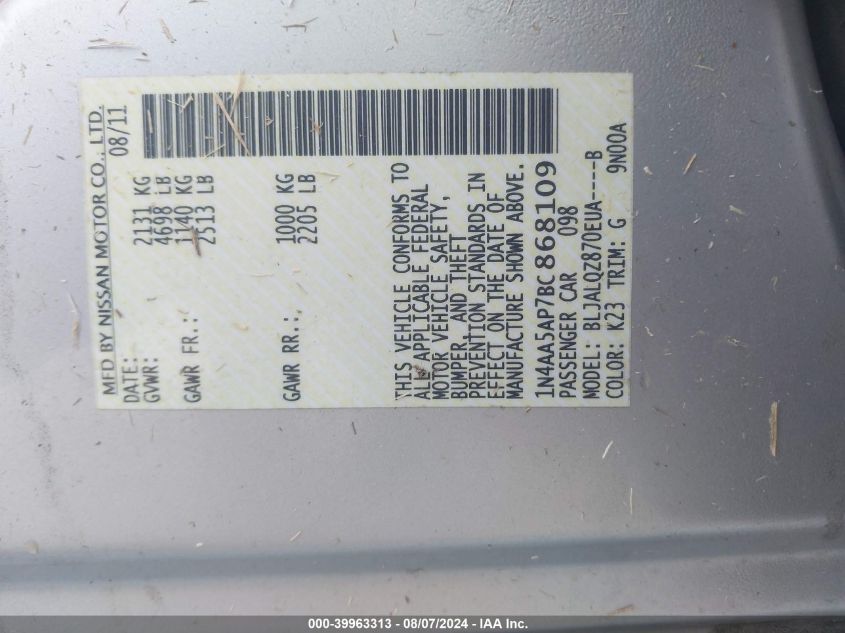 MFD BY NISSAN MOTOR CO., LTD.
DATE: 08/11
GVWR: 2131 KG
4698 LB
GAWR FR.: 1140 KG
2513 LB
GAWR RR.: 1000 KG
2205 LB
THIS VEHICLE CONFORMS TO
ALL APPLICABLE FEDERAL
MOTOR VEHICLE SAFETY,
BUMPER, AND THEFT
PREVENTION STANDARDS IN
EFFECT ON THE DATE OF
MANUFACTURE SHOWN ABOVE.
1N4AA5AP7BC868109
PASSENGER CAR 098
MODEL: BLJALQZ870EUA----B
COLOR: K23 TRIM: G 9N00A
000-39963313 - 08/07/2024 - IAA Inc.